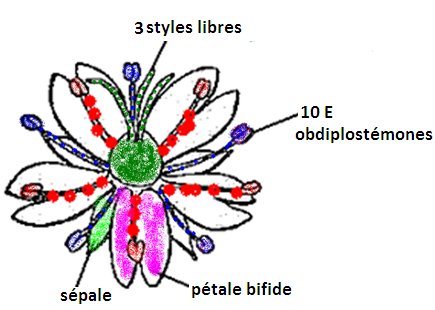 3 styles libres
10 E
obdiplostémones
pétale bifide
sépale